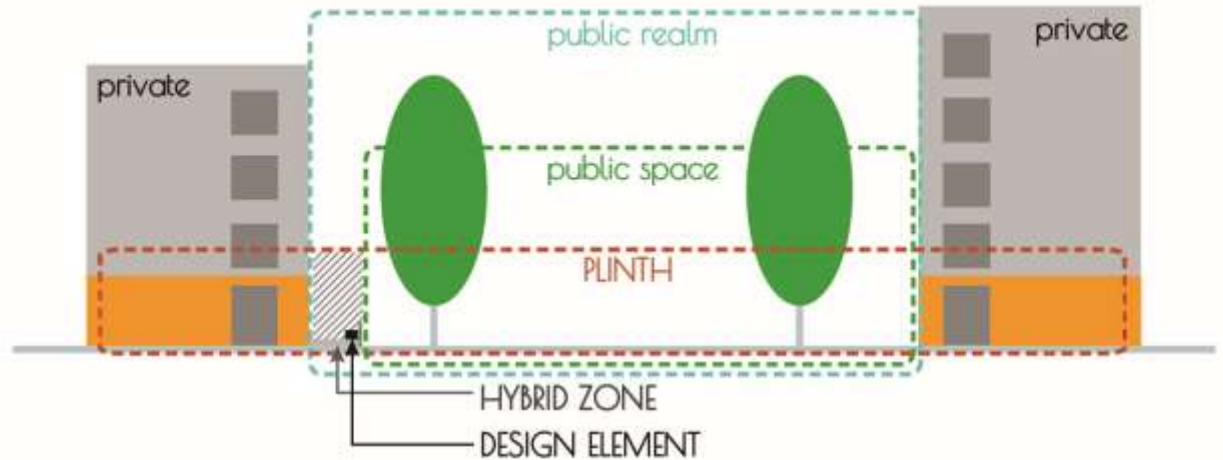 public realm
private
private
public space
PLINTH
HYBRID ZONE
DESIGN ELEMENT